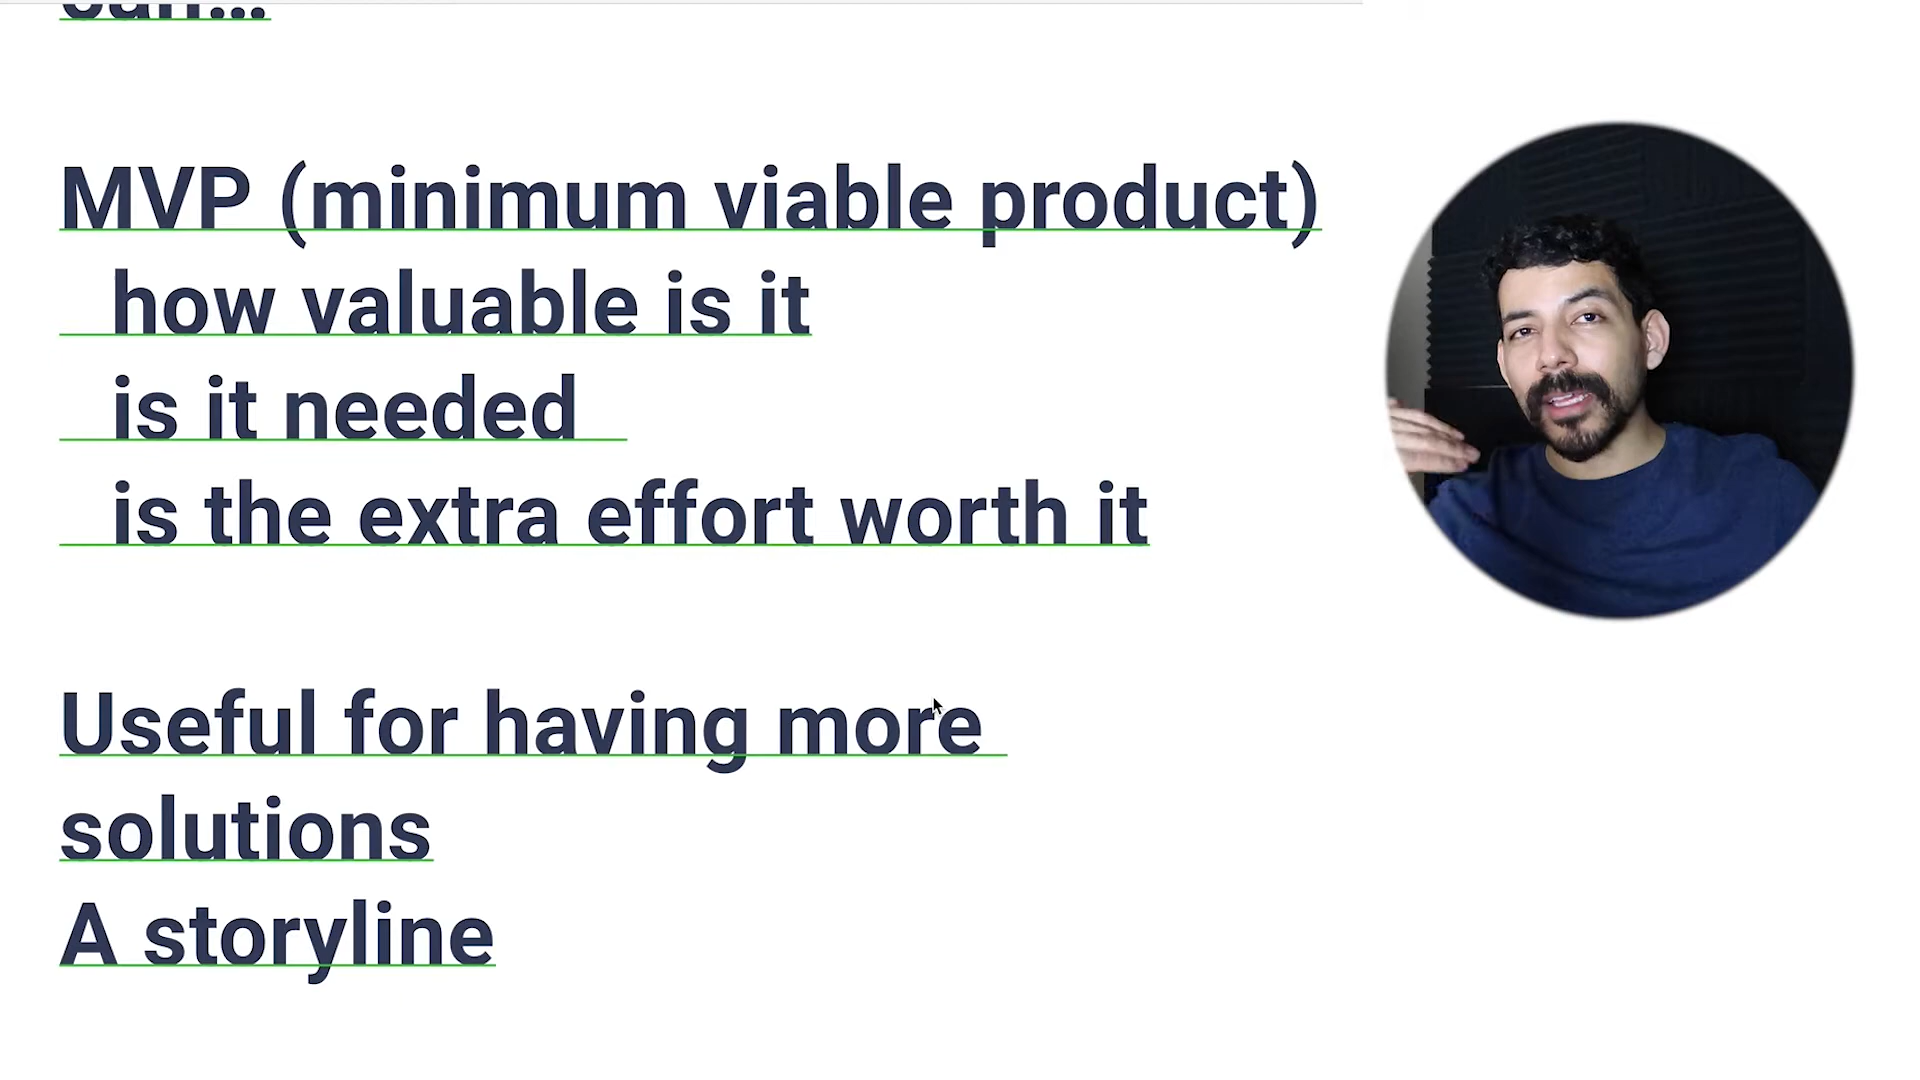 MVP (minimum viable product)
how valuable is it
is it needed
is the extra effort worth it
Useful for having more
solutions
A storyline